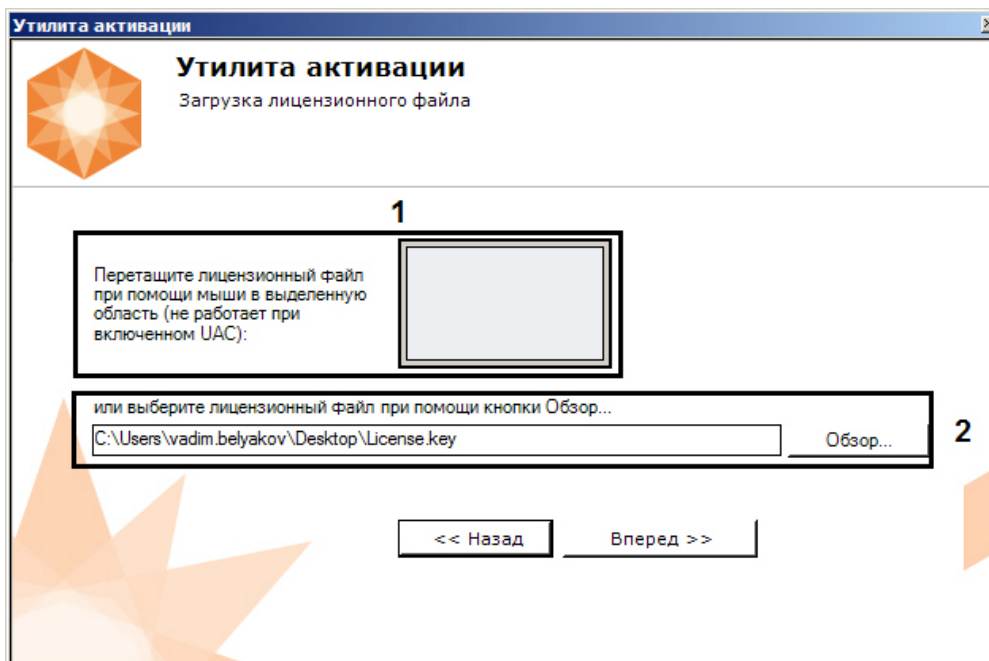 Утилита активации
Утилита активации
Загрузка лицензионного файла
1
Перетащите лицензионный файл
при помощи мыши в выделенную
область (не работает при
включенном UAC):
или выберите лицензионный файл при помощи кнопки Обзор...
C:\Users\vadim.belyakov\Desktop\License.key
Обзор...
2
<< Назад
Вперед >>